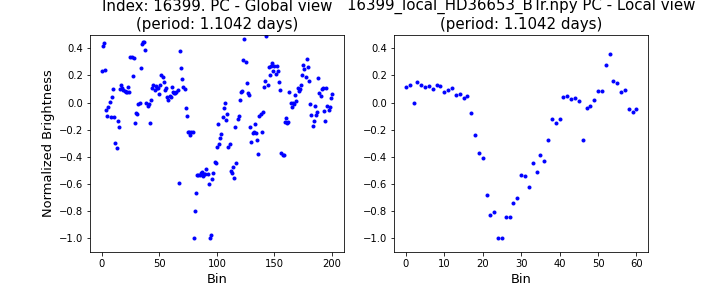 Index: 16399. PC - Global view
(period: 1.1042 days)
16399_local_HD36653_BTr.npy PC - Local view
(period: 1.1042 days)
Normalized Brightness
0.4
0.2
0.0
−0.2
−0.4
−0.6
−0.8
−1.0
0 50 100 150 200
Bin
0.4
0.2
0.0
−0.2
−0.4
−0.6
−0.8
−1.0
0 10 20 30 40 50 60
Bin